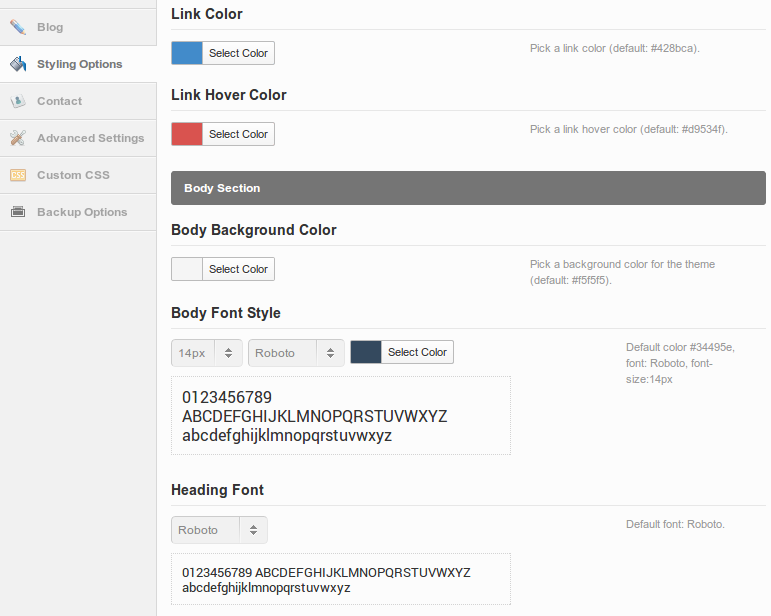 Blog
Styling Options
Contact
Advanced Settings
CSS
Custom CSS
Backup Options
Link Color
Select Color
Pick a link color (default: #428bca).
Link Hover Color
Select Color
Pick a link hover color (default: #d9534f).
Body Section
Body Background Color
Select Color
Pick a background color for the theme
(default: #f5f5f5).
Body Font Style
14px
Roboto
Select Color
Default color #34495e,
font: Roboto, font-
size:14px
0123456789
ABCDEFGHIJKLMNOPQRSTUVWXYZ
abcdefghijklmnopqrstuvwxyz
Heading Font
Roboto
Default font: Roboto.
0123456789 ABCDEFGHIJKLMNOPQRSTUVWXYZ
abcdefghijklmnopqrstuvwxyz